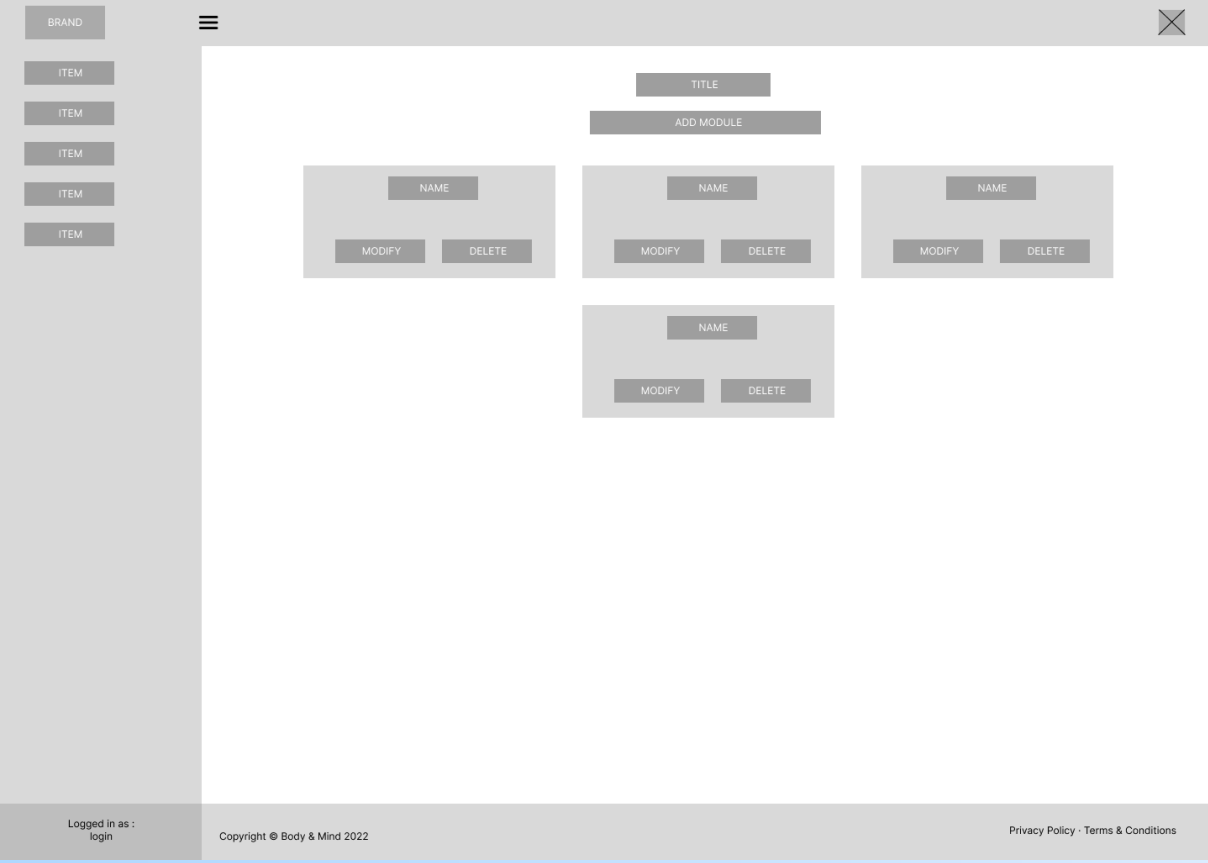 BRAND
ITEM
ITEM
ITEM
ITEM
ITEM
TITLE
ADD MODULE
NAME
MODIFY DELETE
NAME
MODIFY DELETE
NAME
MODIFY DELETE
NAME
MODIFY DELETE
Logged in as :
login
Copyright © Body & Mind 2022
Privacy Policy · Terms & Conditions